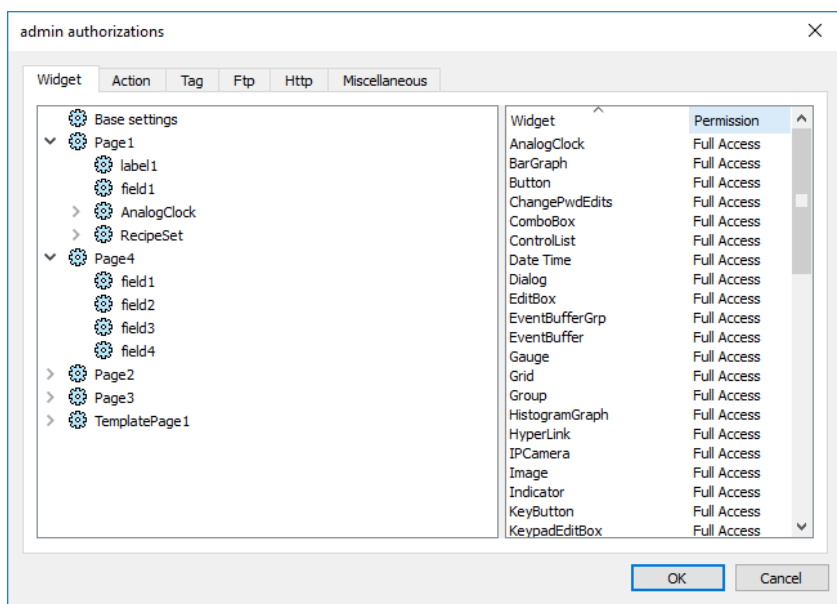 admin authorizations
Widget Action Tag Ftp Http Miscellaneous
Base settings
Page1
label1
field1
AnalogClock
RecipeSet
Page4
field1
field2
field3
field4
Page2
Page3
TemplatePage1
Widget Permission
AnalogClock Full Access
BarGraph Full Access
Button Full Access
ChangePwdEdits Full Access
ComboBox Full Access
ControlList Full Access
Date Time Full Access
Dialog Full Access
EditBox Full Access
EventBufferGrp Full Access
EventBuffer Full Access
Gauge Full Access
Grid Full Access
Group Full Access
HistogramGraph Full Access
HyperLink Full Access
IPCamera Full Access
Image Full Access
Indicator Full Access
KeyButton Full Access
KeypadEditBox Full Access
OK Cancel